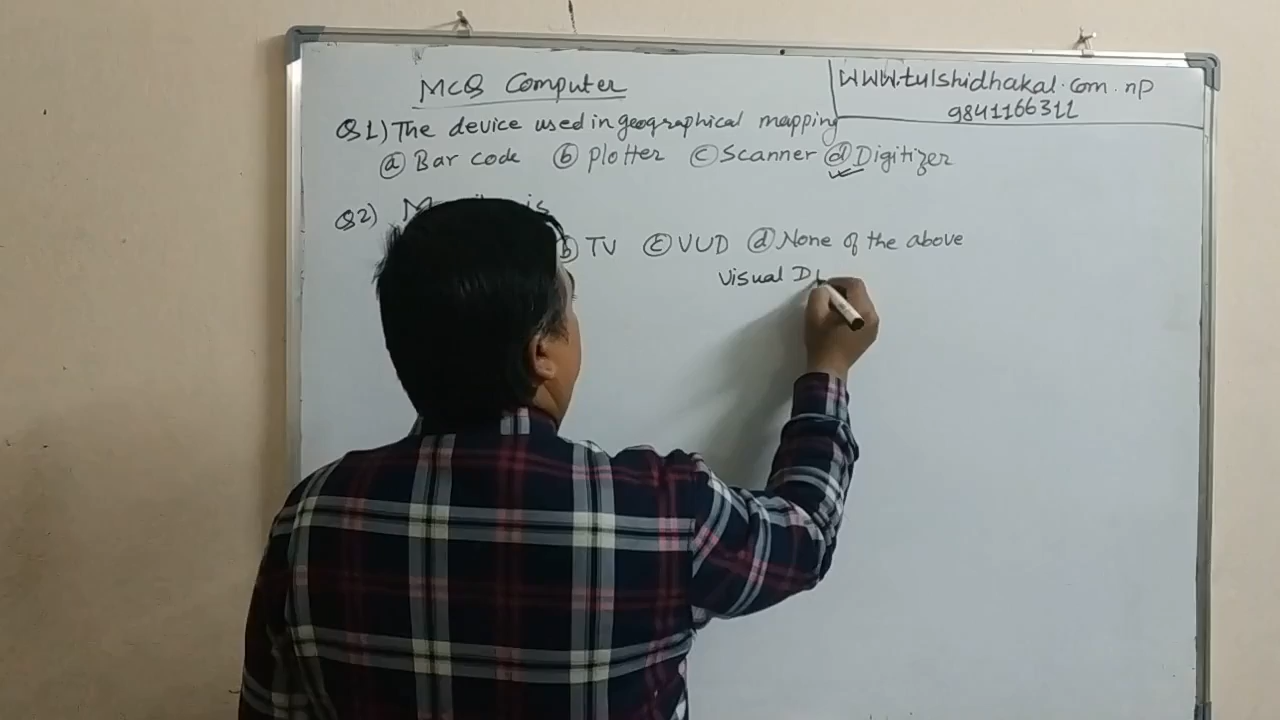 MCQ Computer
www.tulshidhakal.com.np
9841166311
Q1) The device used in geographical mapping
a Bar code b Plotter c Scanner d Digitizer
Q2) is
b TV c VUD d None of the above
Visual